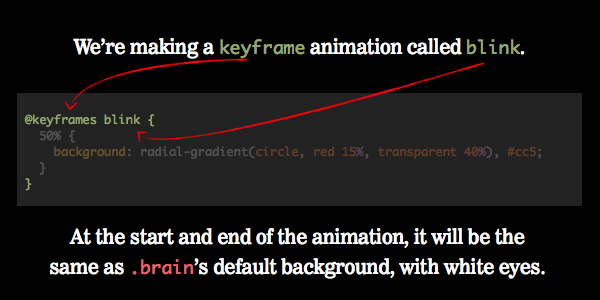 We’re making a keyframe animation called blink.
@keyframes blink {
50% {
background: radial-gradient(circle, red 15%, transparent 40%), #cc5;
}
}
At the start and end of the animation, it will be the
same as .brain’s default background, with white eyes.